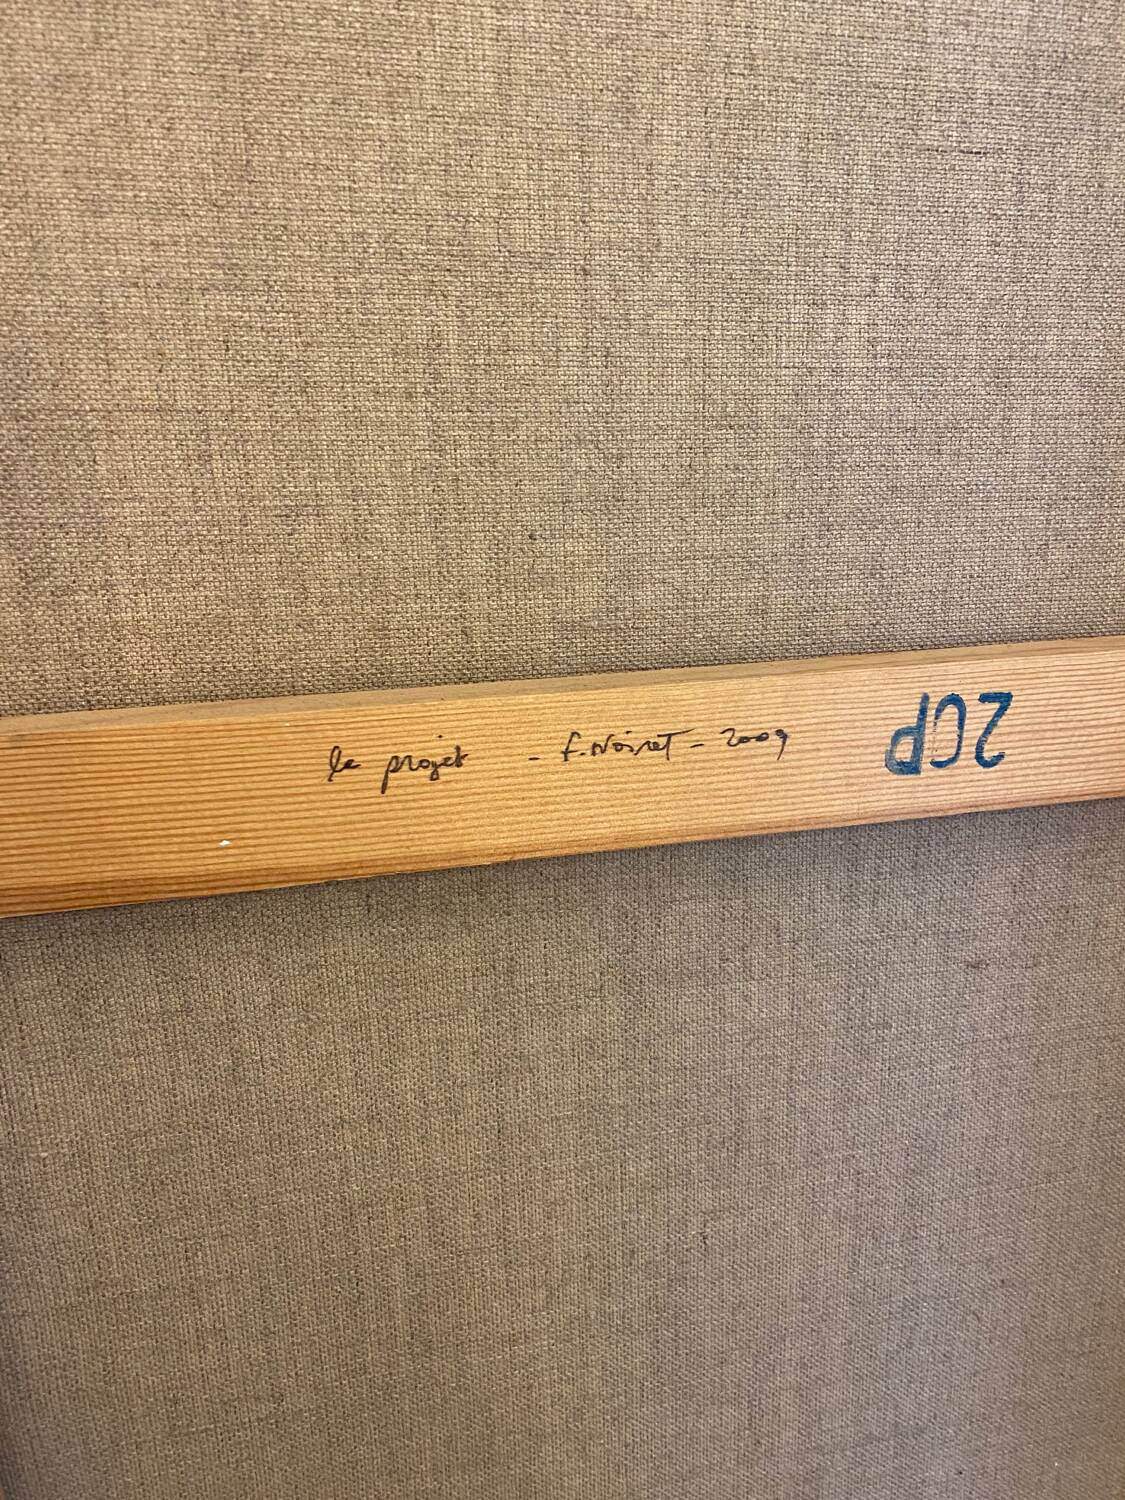 le projet - F. Noiret - 2009
2CP